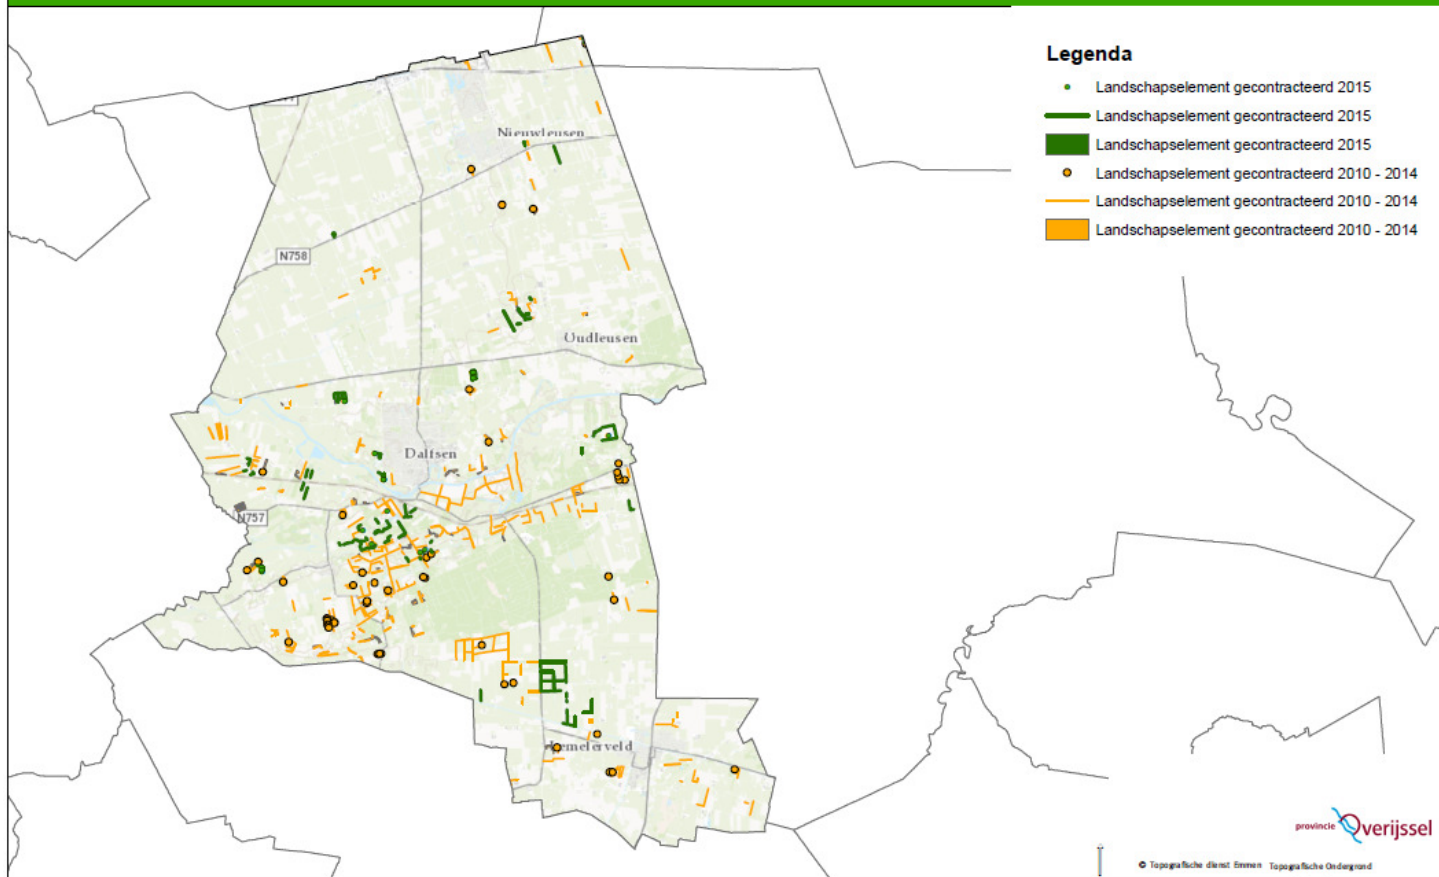 Legenda
Landschapselement gecontracteerd 2015
Landschapselement gecontracteerd 2015
Landschapselement gecontracteerd 2015
Landschapselement gecontracteerd 2010 - 2014
Landschapselement gecontracteerd 2010 - 2014
Landschapselement gecontracteerd 2010 - 2014
Nieuwleusen
N758
Oudleusen
Dalfsen
N757
Lemelerveld
provincie Overijssel
© Topografische dienst Emmen Topografische Ondergrond